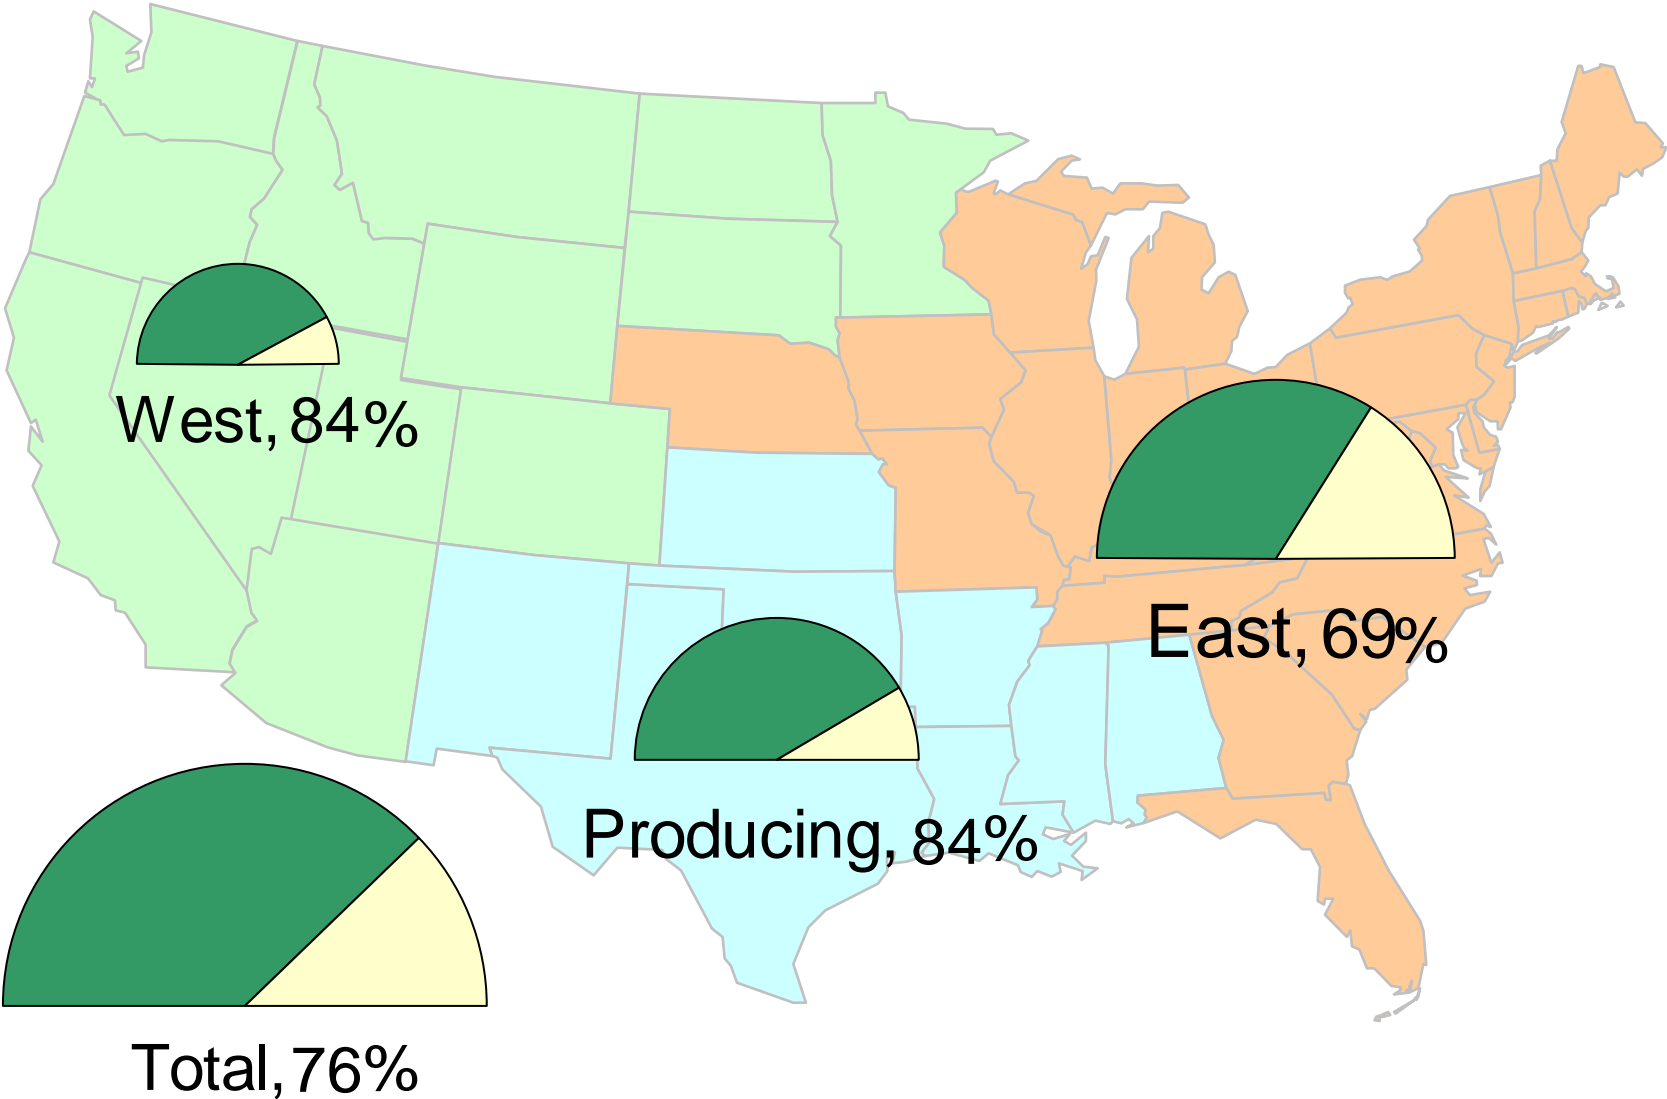 West, 84%
East, 69%
Producing, 84%
Total, 76%